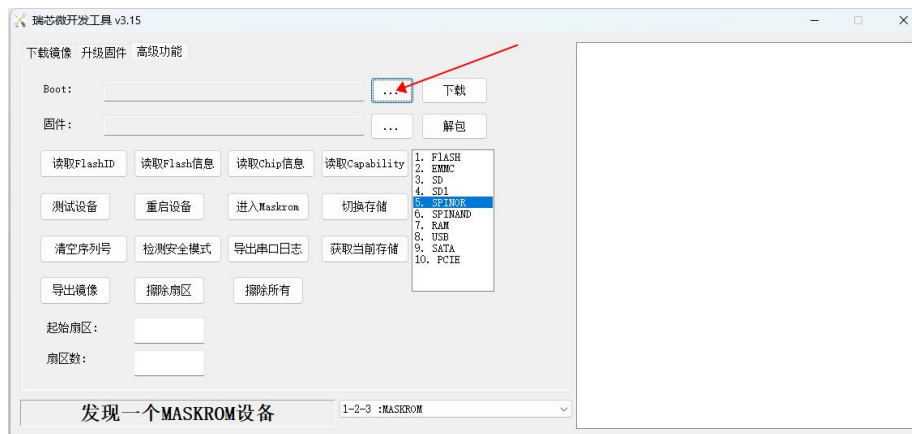 瑞芯微开发工具 v3.15
下载镜像 升级固件 高级功能
Boot: ... 下载
固件: ... 解包
读取FlashID 读取Flash信息 读取Chip信息 读取Capability
测试设备 重启设备 进入Maskrom 切换存储
清空序列号 检测安全模式 导出串口日志 获取当前存储
导出镜像 擦除扇区 擦除所有
1. FlASH
2. EMMC
3. SD
4. SD1
5. SPINOR
6. SPINAND
7. RAM
8. USB
9. SATA
10. PCIE
起始扇区:
扇区数:
发现一个MASKROM设备 1-2-3 :MASKROM